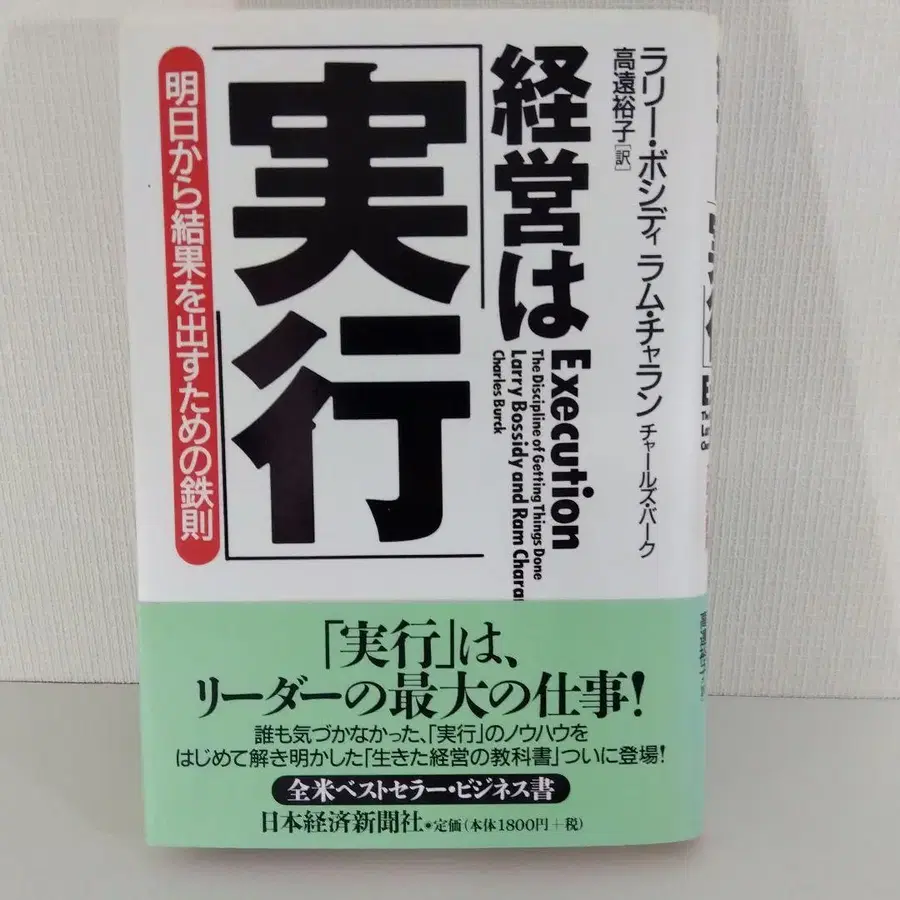 ラリー・ボシディ ラム・チャラン チャールズ・バーク
高遠裕子[訳]
経営は
「実行」
Execution
The Discipline of Getting Things Done
Larry Bossidy and Ram Chara
Charles Burck
明日から結果を出すための鉄則
「実行」は、
リーダーの最大の仕事!
誰も気づかなかった、「実行」のノウハウを
はじめて解き明かした「生きた経営の教科書」ついに登場!
全米ベストセラー・ビジネス書
日本経済新聞社●定価(本体1800円+税)